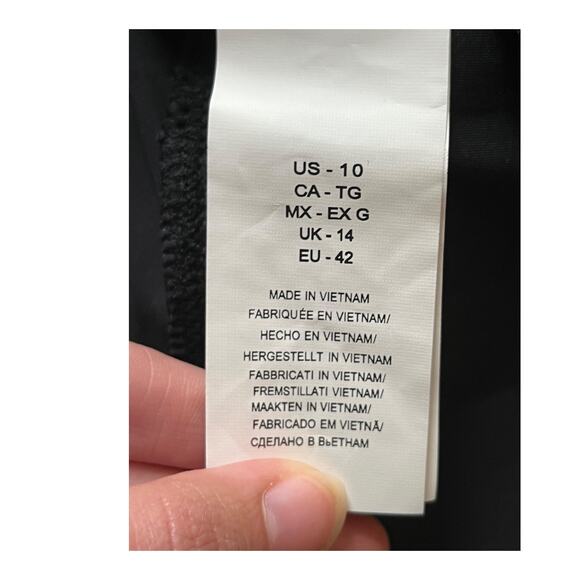 US - 10
CA - TG
MX - EX G
UK - 14
EU - 42
MADE IN VIETNAM
FABRIQUÉE EN VIETNAM/
HECHO EN VIETNAM/
HERGESTELLT IN VIETNAM
FABBRICATI IN VIETNAM/
FREMSTILLATI VIETNAM/
MAAKTEN IN VIETNAM/
FABRICADO EM VIETNÃ/
СДЕЛАНО В ВЬЕТНАМ